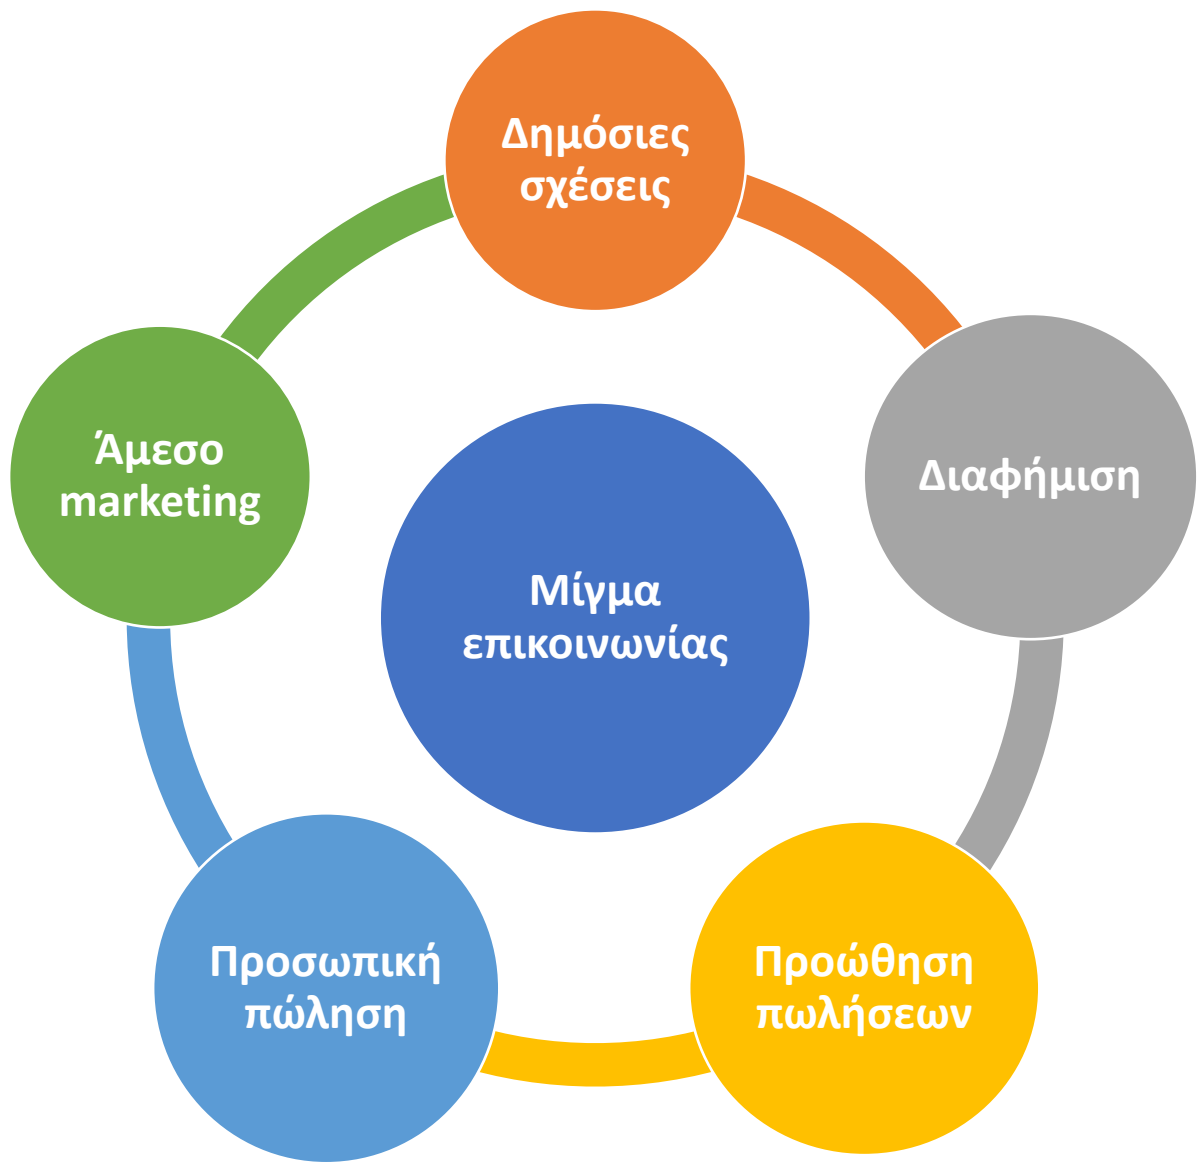 Δημόσιες
σχέσεις
Διαφήμιση
Προώθηση
πωλήσεων
Προσωπική
πώληση
Άμεσο
marketing
Μίγμα
επικοινωνίας